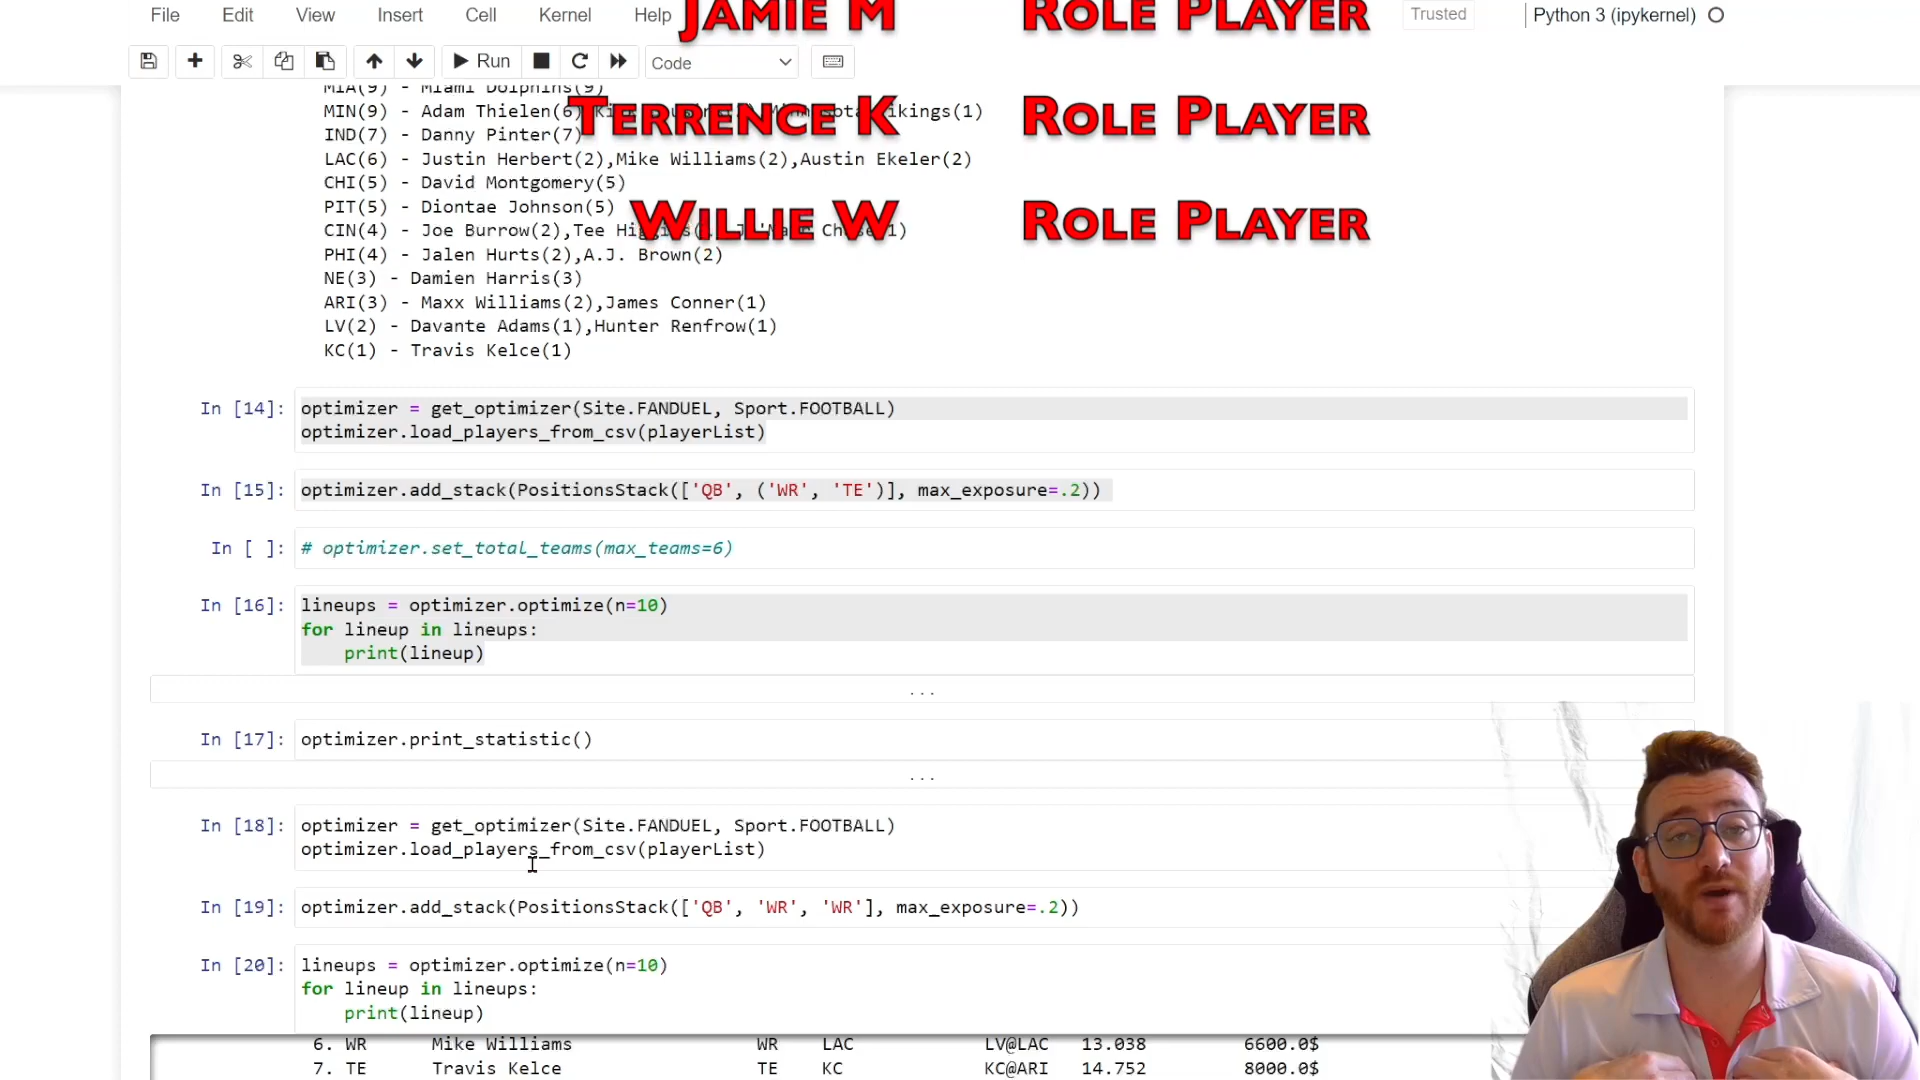 File Edit View Insert Cell Kernel Help Trusted Python 3 (ipykernel)
Jamie M Role Player
Run Code
MIA(9) - Miami Dolphins(9)
MIN(9) - Adam Thielen(6) Vikings(1)
Terrence K Role Player
IND(7) - Danny Pinter(7)
LAC(6) - Justin Herbert(2),Mike Williams(2),Austin Ekeler(2)
CHI(5) - David Montgomery(5)
PIT(5) - Diontae Johnson(5)
Willie W Role Player
CIN(4) - Joe Burrow(2),Tee Higgins
PHI(4) - Jalen Hurts(2),A.J. Brown(2)
NE(3) - Damien Harris(3)
ARI(3) - Maxx Williams(2),James Conner(1)
LV(2) - Davante Adams(1),Hunter Renfrow(1)
KC(1) - Travis Kelce(1)
In [14]: optimizer = get_optimizer(Site.FANDUEL, Sport.FOOTBALL)
optimizer.load_players_from_csv(playerList)
In [15]: optimizer.add_stack(PositionsStack(['QB', ('WR', 'TE')], max_exposure=.2))
In [ ]: # optimizer.set_total_teams(max_teams=6)
In [16]: lineups = optimizer.optimize(n=10)
for lineup in lineups:
print(lineup)
...
In [17]: optimizer.print_statistic()
...
In [18]: optimizer = get_optimizer(Site.FANDUEL, Sport.FOOTBALL)
optimizer.load_players_from_csv(playerList)
In [19]: optimizer.add_stack(PositionsStack(['QB', 'WR', 'WR'], max_exposure=.2))
In [20]: lineups = optimizer.optimize(n=10)
for lineup in lineups:
print(lineup)
6. WR Mike Williams WR LAC LV@LAC 13.038 6600.0$
7. TE Travis Kelce TE KC KC@ARI 14.752 8000.0$